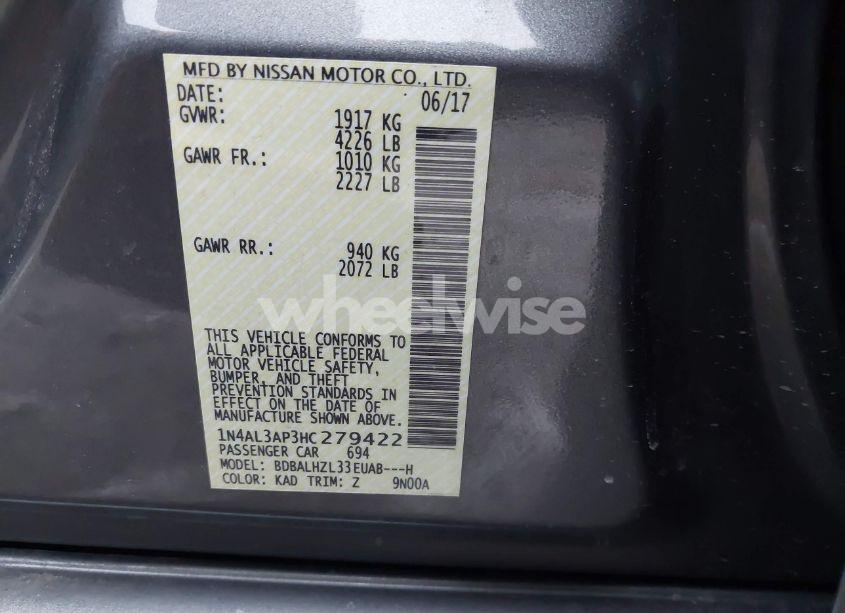 MFD BY NISSAN MOTOR CO., LTD.
DATE: 06/17
GVWR: 1917 KG
4226 LB
GAWR FR.: 1010 KG
2227 LB
GAWR RR.: 940 KG
2072 LB
wheelwise
THIS VEHICLE CONFORMS TO
ALL APPLICABLE FEDERAL
MOTOR VEHICLE SAFETY,
BUMPER, AND THEFT
PREVENTION STANDARDS IN
EFFECT ON THE DATE OF
MANUFACTURE SHOWN ABOVE.
1N4AL3AP3HC279422
PASSENGER CAR 694
MODEL: BDBALHZL33EUAB---H
COLOR: KAD TRIM: Z 9N00A